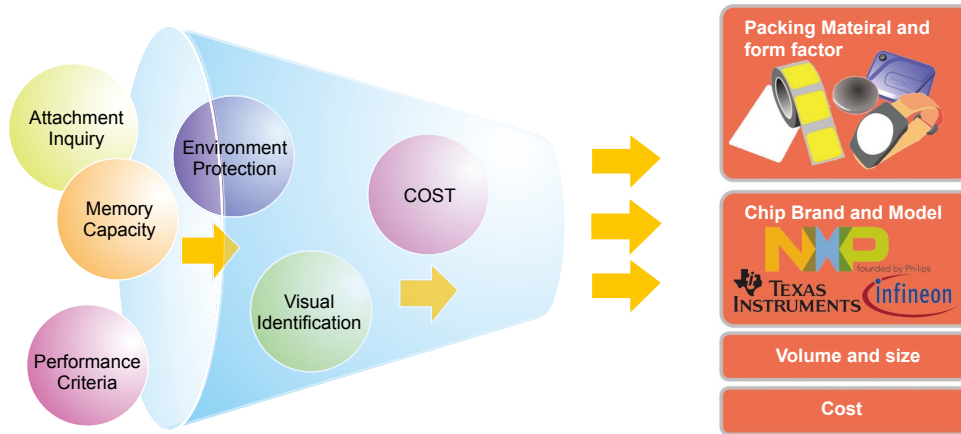 Attachment
Inquiry
Memory
Capacity
Performance
Criteria
Environment
Protection
Visual
Identification
COST
Packing Mateiral and
form factor
Chip Brand and Model
NXP
founded by Philips
TEXAS
INSTRUMENTS
infineon
Volume and size
Cost